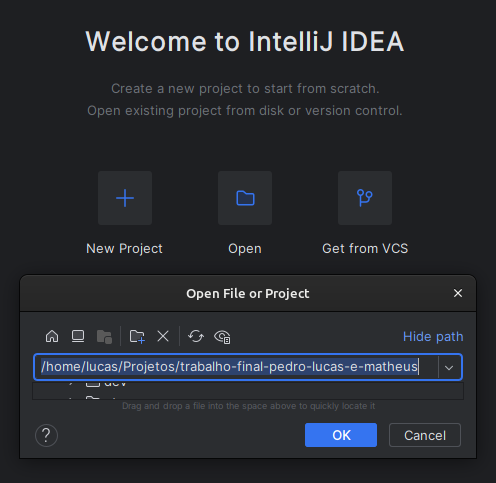 Welcome to IntelliJ IDEA
Create a new project to start from scratch.
Open existing project from disk or version control.
New Project
Open
Get from VCS
Open File or Project
Hide path
/home/lucas/Projetos/trabalho-final-pedro-lucas-e-matheus
Drag and drop a file into the space above to quickly locate it
?
OK
Cancel